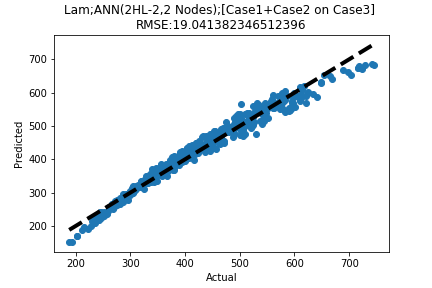 Lam;ANN(2HL-2,2 Nodes);[Case1+Case2 on Case3]
RMSE:19.041382346512396
700
600
500
400
300
200
Predicted
200 300 400 500 600 700
Actual